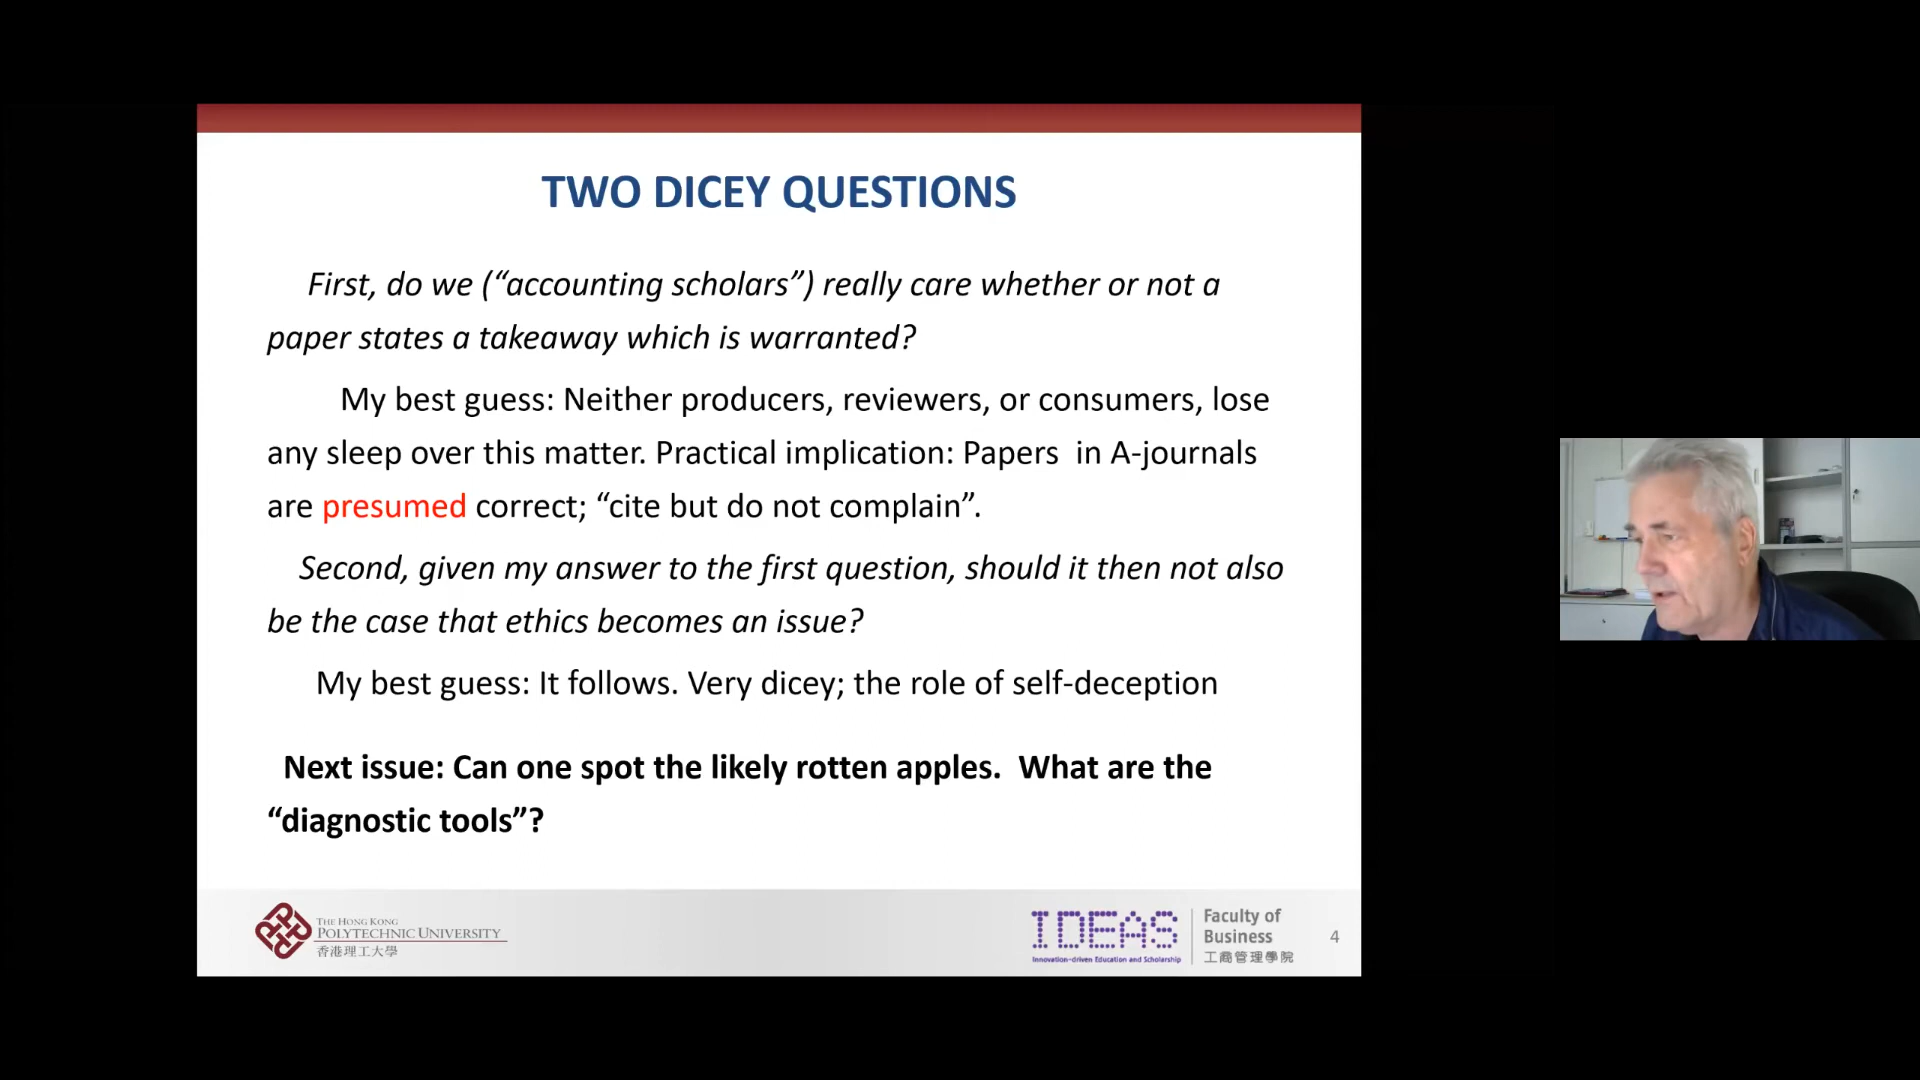 TWO DICEY QUESTIONS
First, do we (“accounting scholars”) really care whether or not a
paper states a takeaway which is warranted?
My best guess: Neither producers, reviewers, or consumers, lose
any sleep over this matter. Practical implication: Papers  in A-journals
are presumed correct; “cite but do not complain”.
Second, given my answer to the first question, should it then not also
be the case that ethics becomes an issue?
My best guess: It follows. Very dicey; the role of self-deception
Next issue: Can one spot the likely rotten apples.  What are the
“diagnostic tools”?
THE HONG KONG
POLYTECHNIC UNIVERSITY
香港理工大學
IDEAS
Innovation-driven Education and Scholarship
Faculty of
Business
工商管理學院
4